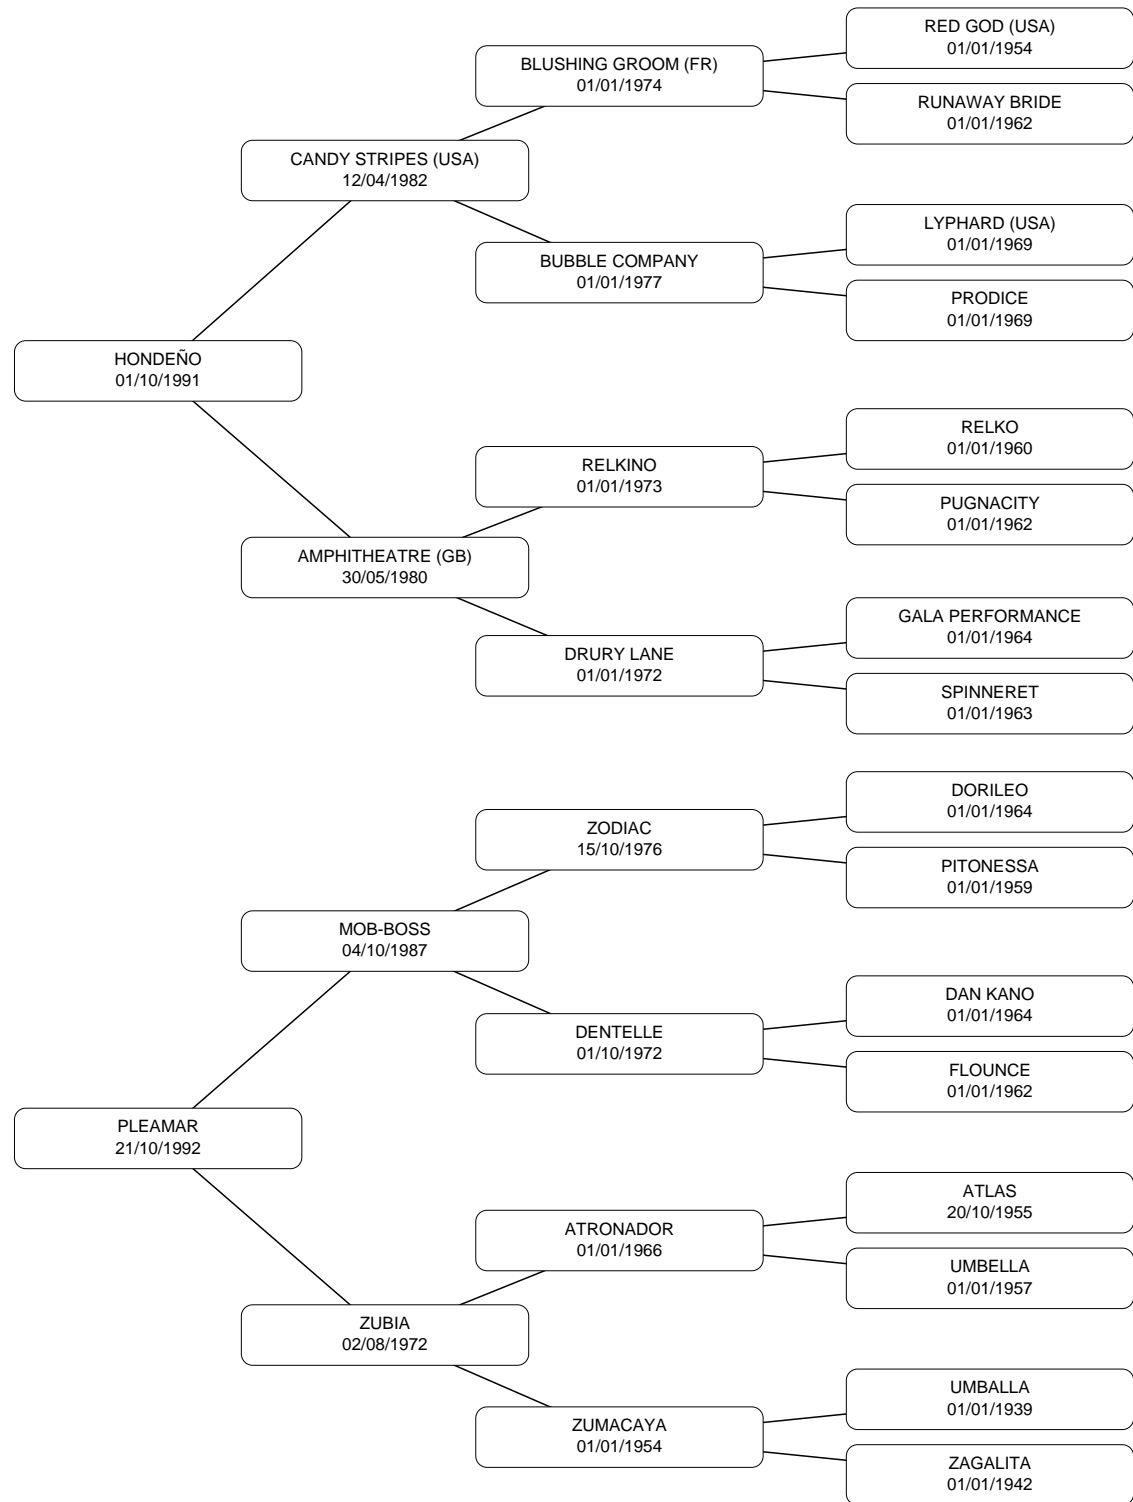 RED GOD (USA)
01/01/1954
BLUSHING GROOM (FR)
01/01/1974
RUNAWAY BRIDE
01/01/1962
CANDY STRIPES (USA)
12/04/1982
LYPHARD (USA)
01/01/1969
BUBBLE COMPANY
01/01/1977
PRODICE
01/01/1969
HONDEÑO
01/10/1991
RELKO
01/01/1960
RELKINO
01/01/1973
PUGNACITY
01/01/1962
AMPHITHEATRE (GB)
30/05/1980
GALA PERFORMANCE
01/01/1964
DRURY LANE
01/01/1972
SPINNERET
01/01/1963
DORILEO
01/01/1964
ZODIAC
15/10/1976
PITONESSA
01/01/1959
MOB-BOSS
04/10/1987
DAN KANO
01/01/1964
DENTELLE
01/10/1972
FLOUNCE
01/01/1962
PLEAMAR
21/10/1992
ATLAS
20/10/1955
ATRONADOR
01/01/1966
UMBELLA
01/01/1957
ZUBIA
02/08/1972
UMBALLA
01/01/1939
ZUMACAYA
01/01/1954
ZAGALITA
01/01/1942